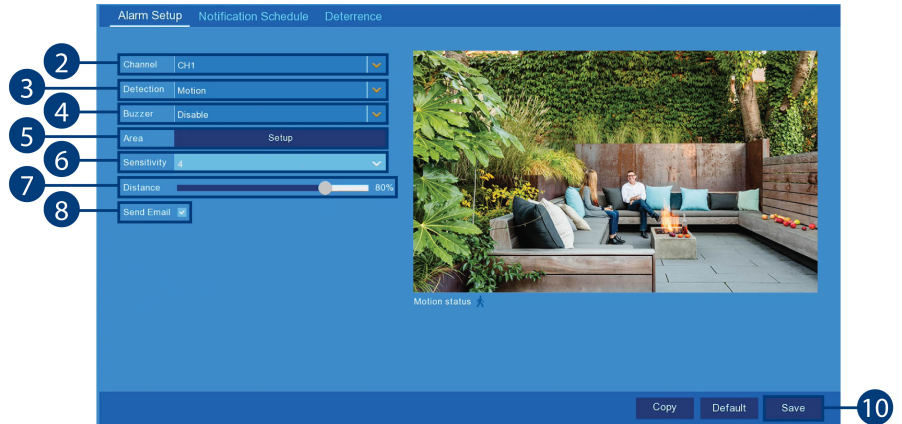 Alarm Setup Notification Schedule Deterrence
2 Channel CH1
3 Detection Motion
4 Buzzer Disable
5 Area Setup
6 Sensitivity 4
7 Distance 80%
8 Send Email
Motion status
Copy Default Save 10